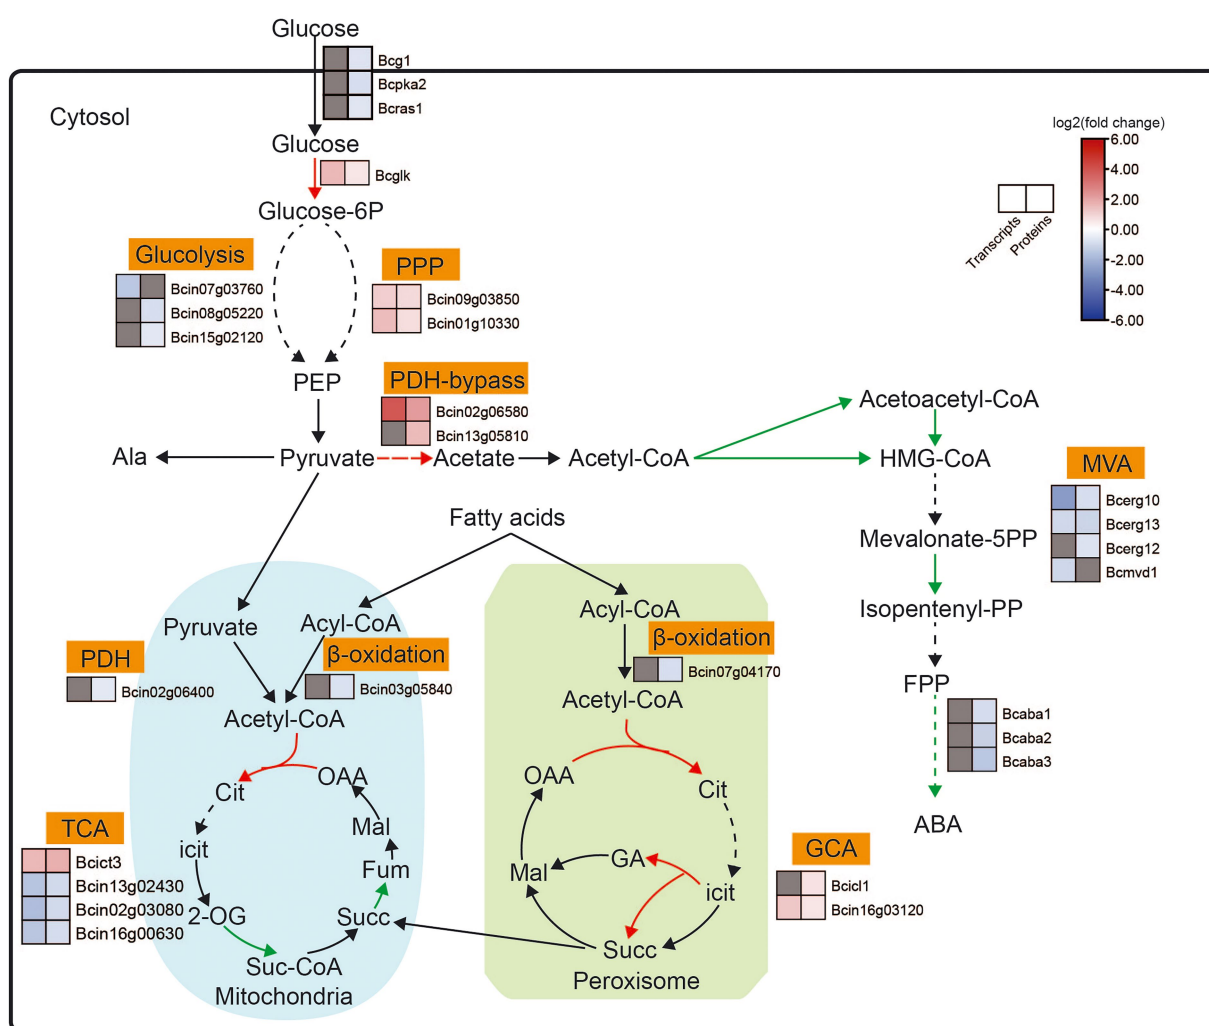 Glucose
Bcg1
Bcpka2
Bcras1
Cytosol
Glucose
Bcglk
Glucose-6P
log2(fold change)
6.00
4.00
2.00
0.00
-2.00
-4.00
-6.00
Transcripts
Proteins
Glucolysis
Bcin07g03760
Bcin08g05220
Bcin15g02120
PPP
Bcin09g03850
Bcin01g10330
PEP
PDH-bypass
Bcin02g06580
Bcin13g05810
Ala
Pyruvate
Acetate
Acetyl-CoA
Acetoacetyl-CoA
HMG-CoA
MVA
Bcerg10
Bcerg13
Bcerg12
Bcmvd1
Mevalonate-5PP
Isopentenyl-PP
FPP
Bcaba1
Bcaba2
Bcaba3
ABA
Fatty acids
Pyruvate
Acyl-CoA
PDH
Bcin02g06400
β-oxidation
Bcin03g05840
Acetyl-CoA
OAA
Cit
Mal
icit
Fum
2-OG
Succ
Suc-CoA
Mitochondria
TCA
Bcict3
Bcin13g02430
Bcin02g03080
Bcin16g00630
Acyl-CoA
β-oxidation
Bcin07g04170
Acetyl-CoA
OAA
Cit
GA
Mal
icit
Succ
Peroxisome
GCA
Bcicl1
Bcin16g03120